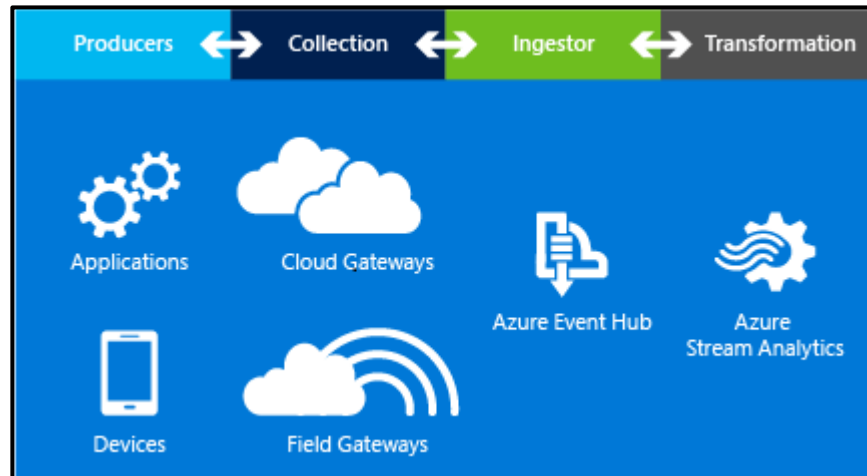 Producers
Collection
Ingestor
Transformation
Applications
Cloud Gateways
Azure Event Hub
Azure
Stream Analytics
Devices
Field Gateways